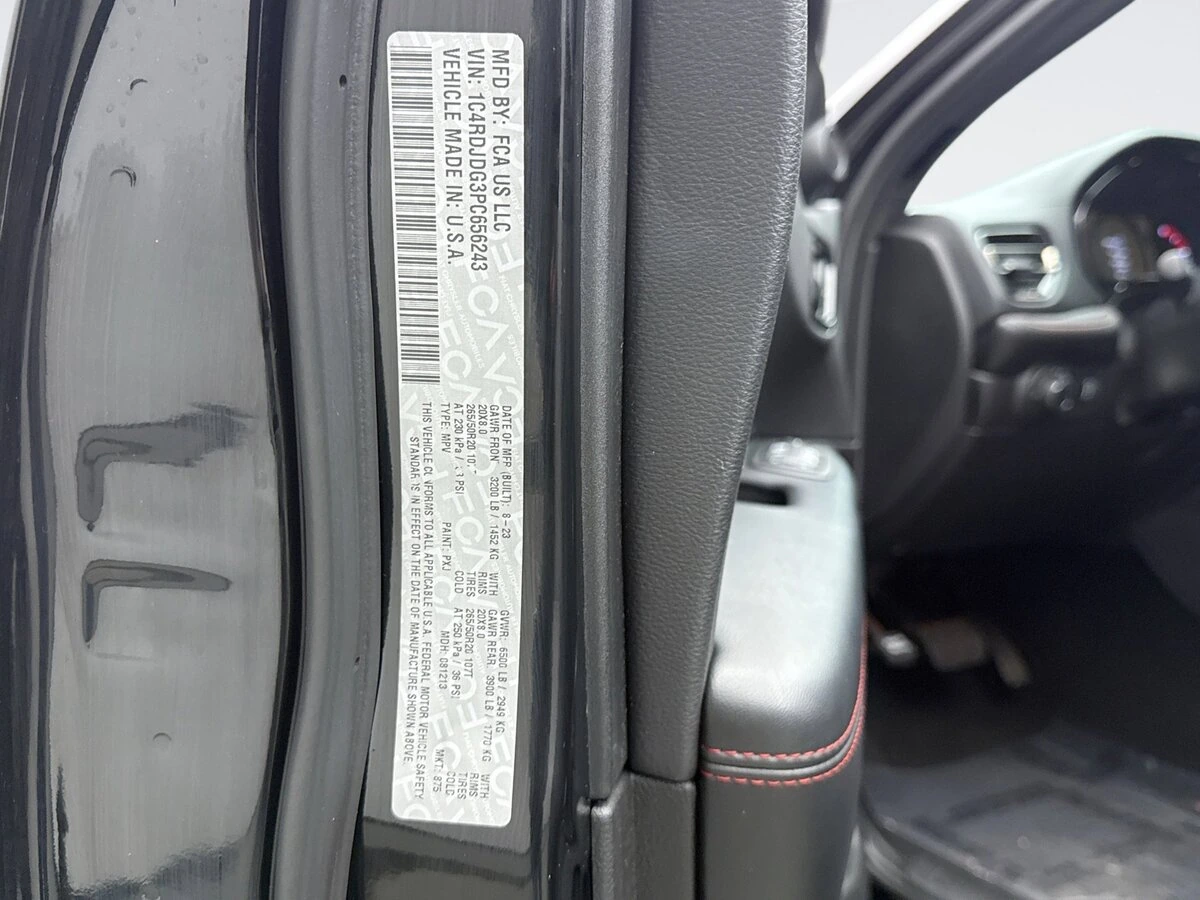 MFD BY: FCA US LLC
VIN: 1C4RDJDG3PC656243
VEHICLE MADE IN: U.S.A.
DATE OF MFR (BUILT): 8-23 GVWR: 6500 LB / 2949 KG
GAWR FRON 3200 LB / 1452 KG WITH GAWR REAR: 3900 LB / 1770 KG WITH
20X8.0 RIMS 20X8.0 RIMS
265/50R20 TIRES 265/50R20 107T TIRES
AT 230 kPa / PSI COLD AT 250 kPa / 36 PSI COLD
TYPE: MPV PAINT: PXJ MDH: 081213 MKT: 875
THIS VEHICLE CONFORMS TO ALL APPLICABLE U.S.A. FEDERAL MOTOR VEHICLE SAFETY
STANDARDS IN EFFECT ON THE DATE OF MANUFACTURE SHOWN ABOVE.